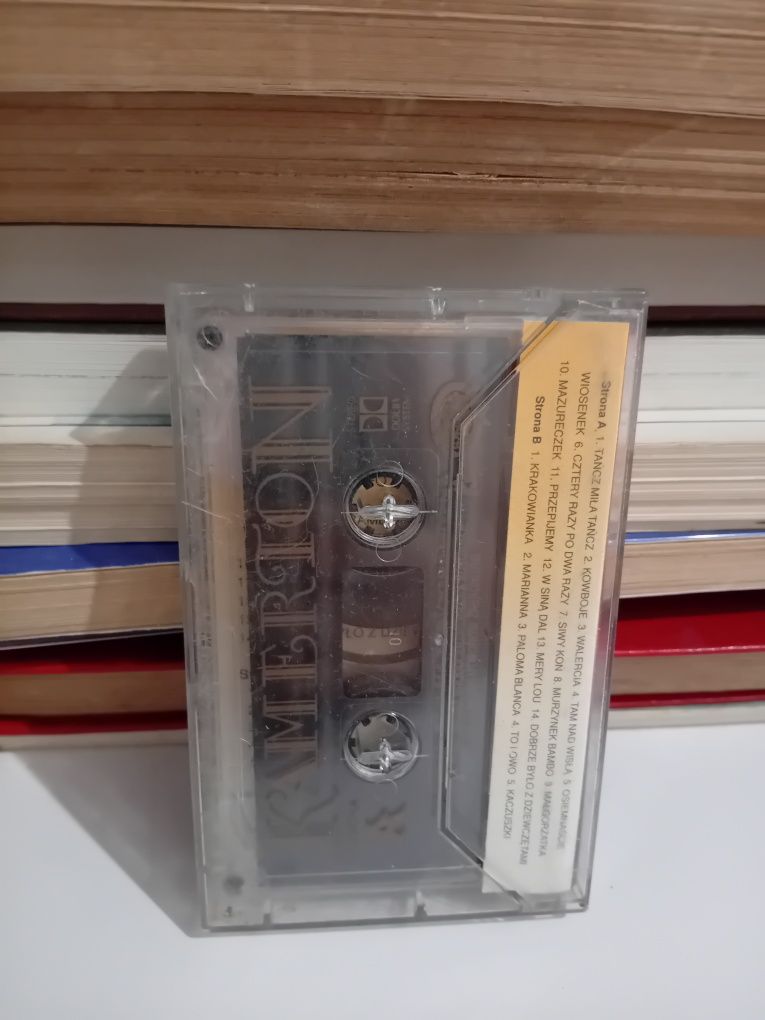 Strona A 1. TAŃCZ MIŁA TAŃCZ 2. KOWBOJE 3. WALERCIA 4. TAM NAD WISŁĄ 5. OSIEMNAŚCIE
WIOSENEK 6. CZTERY RAZY PO DWA RAZY 7. SIWY KOŃ 8. MURZYNEK BAMBO 9. MAŁGORZATKA
10. MAZURECZEK 11. PRZEPIJEMY 12. W SINĄ DAL 13. MERY LOU 14. DOBRZE BYŁO Z DZIEWCZĘTAMI
Strona B 1. KRAKOWIANKA 2. MARIANNA 3. PALOMA BLANCA 4. TO I OWO 5. KACZUSZKI